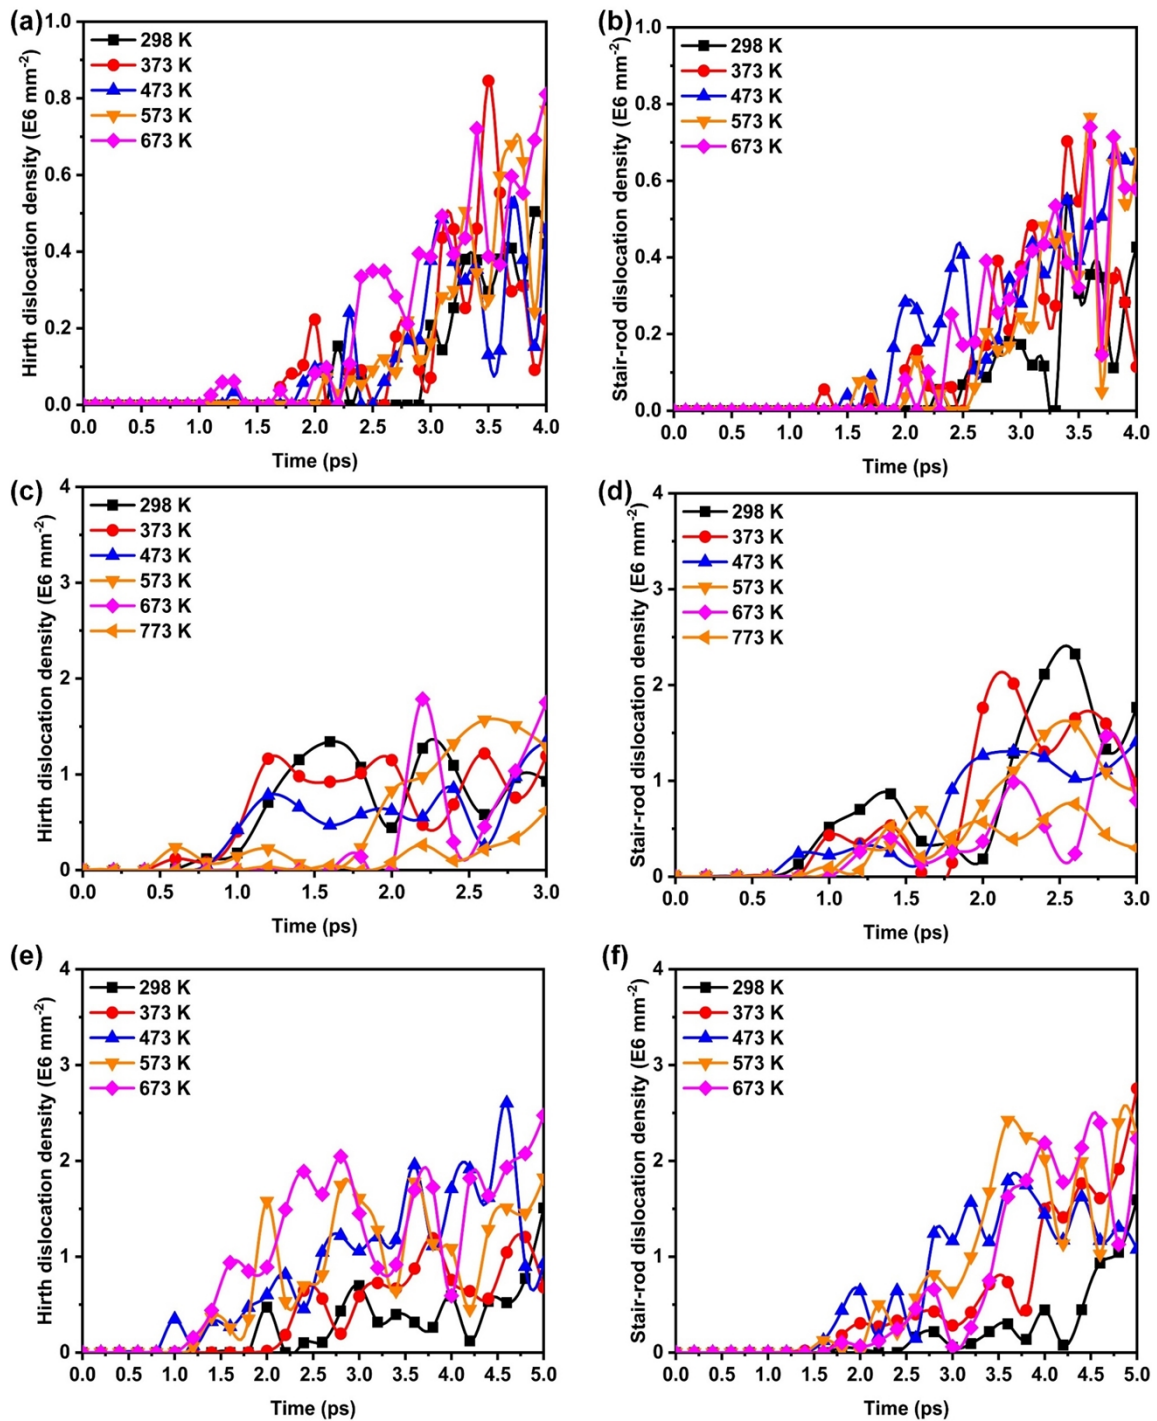 (a)
Hirth dislocation density (E6 mm⁻²)
1.0
0.8
0.6
0.4
0.2
0.0
298 K
373 K
473 K
573 K
673 K
0.0 0.5 1.0 1.5 2.0 2.5 3.0 3.5 4.0
Time (ps)
(b)
Stair-rod dislocation density (E6 mm⁻²)
1.0
0.8
0.6
0.4
0.2
0.0
298 K
373 K
473 K
573 K
673 K
0.0 0.5 1.0 1.5 2.0 2.5 3.0 3.5 4.0
Time (ps)
(c)
Hirth dislocation density (E6 mm⁻²)
4
3
2
1
0
298 K
373 K
473 K
573 K
673 K
773 K
0.0 0.5 1.0 1.5 2.0 2.5 3.0
Time (ps)
(d)
Stair-rod dislocation density (E6 mm⁻²)
4
3
2
1
0
298 K
373 K
473 K
573 K
673 K
773 K
0.0 0.5 1.0 1.5 2.0 2.5 3.0
Time (ps)
(e)
Hirth dislocation density (E6 mm⁻²)
4
3
2
1
0
298 K
373 K
473 K
573 K
673 K
0.0 0.5 1.0 1.5 2.0 2.5 3.0 3.5 4.0 4.5 5.0
Time (ps)
(f)
Stair-rod dislocation density (E6 mm⁻²)
4
3
2
1
0
298 K
373 K
473 K
573 K
673 K
0.0 0.5 1.0 1.5 2.0 2.5 3.0 3.5 4.0 4.5 5.0
Time (ps)